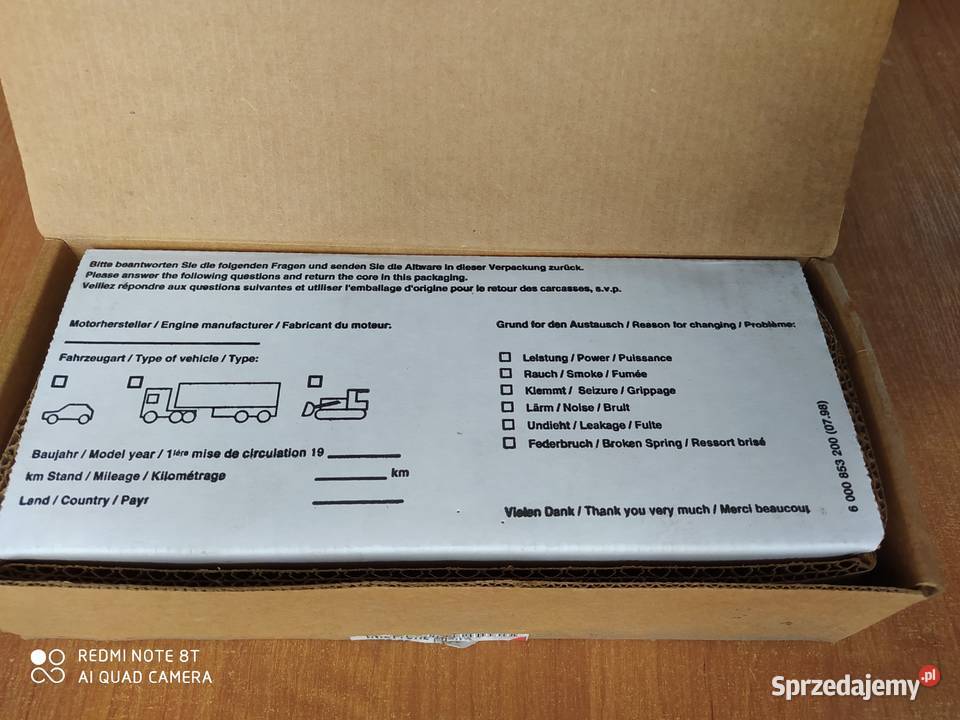 Bitte beantworten Sie die folgenden Fragen und senden Sie die Altware in dieser Verpackung zurück.
Please answer the following questions and return the core in this packaging.
Veillez répondre aux questions suivantes et utiliser l'emballage d'origine pour le retour des carcasses, s.v.p.
Motorhersteller / Engine manufacturer / Fabricant du moteur:
Fahrzeugart / Type of vehicle / Type:
Baujahr / Model year / 1ière mise de circulation 19
km Stand / Mileage / Kilométrage km
Land / Country / Payr
Grund for den Austausch / Reason for changing / Problème:
Leistung / Power / Puissance
Rauch / Smoke / Fumée
Klemmt / Seizure / Grippage
Lärm / Noise / Bruit
Undieht / Leakage / Fulte
Federbruch / Broken Spring / Ressort brisé
Vielen Dank / Thank you very much / Merci beaucoup
6 000 853 200 (07.98)
REDMI NOTE 8T
AI QUAD CAMERA
Sprzedajemy.pl